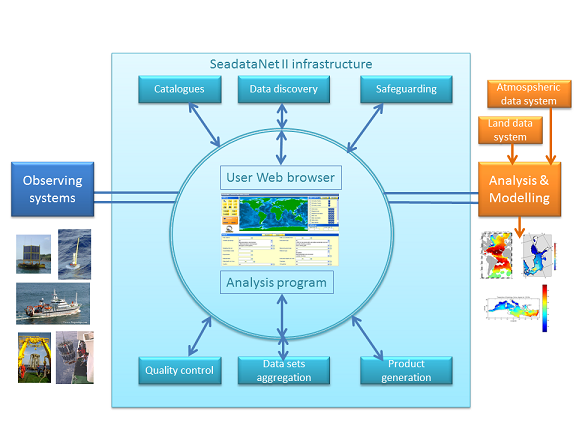 SeadataNet II infrastructure
Catalogues
Data discovery
Safeguarding
Atmospsheric
data system
Land data
system
Observing
systems
User Web browser
Analysis &
Modelling
Analysis program
Quality control
Data sets
aggregation
Product
generation